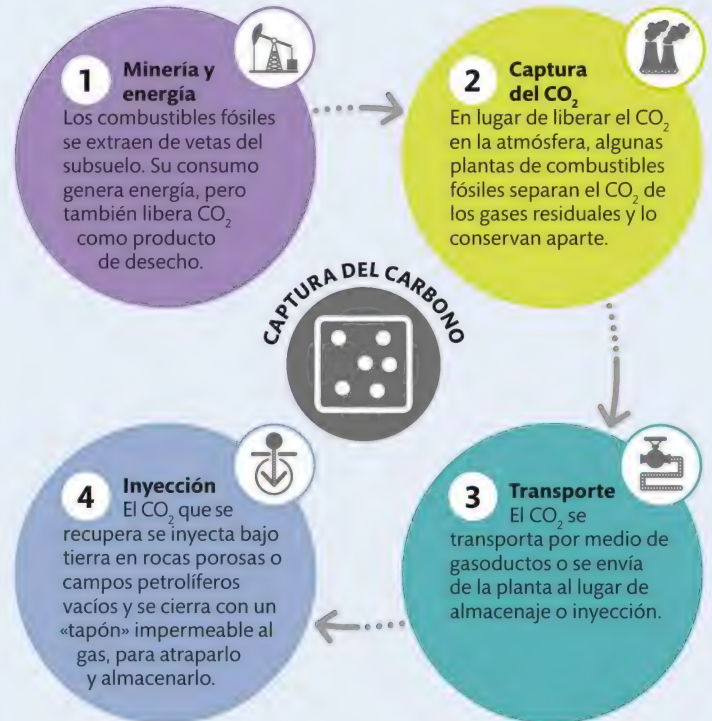 1
Minería y
energía
Los combustibles fósiles
se extraen de vetas del
subsuelo. Su consumo
genera energía, pero
también libera CO₂
como producto
de desecho.
2
Captura
del CO₂
En lugar de liberar el CO₂
en la atmósfera, algunas
plantas de combustibles
fósiles separan el CO₂ de
los gases residuales y lo
conservan aparte.
CAPTURA DEL CARBONO
3
Transporte
El CO₂ se
transporta por medio de
gasoductos o se envía
de la planta al lugar de
almacenaje o inyección.
4
Inyección
El CO₂ que se
recupera se inyecta bajo
tierra en rocas porosas o
campos petrolíferos
vacíos y se cierra con un
«tapón» impermeable al
gas, para atraparlo
y almacenarlo.